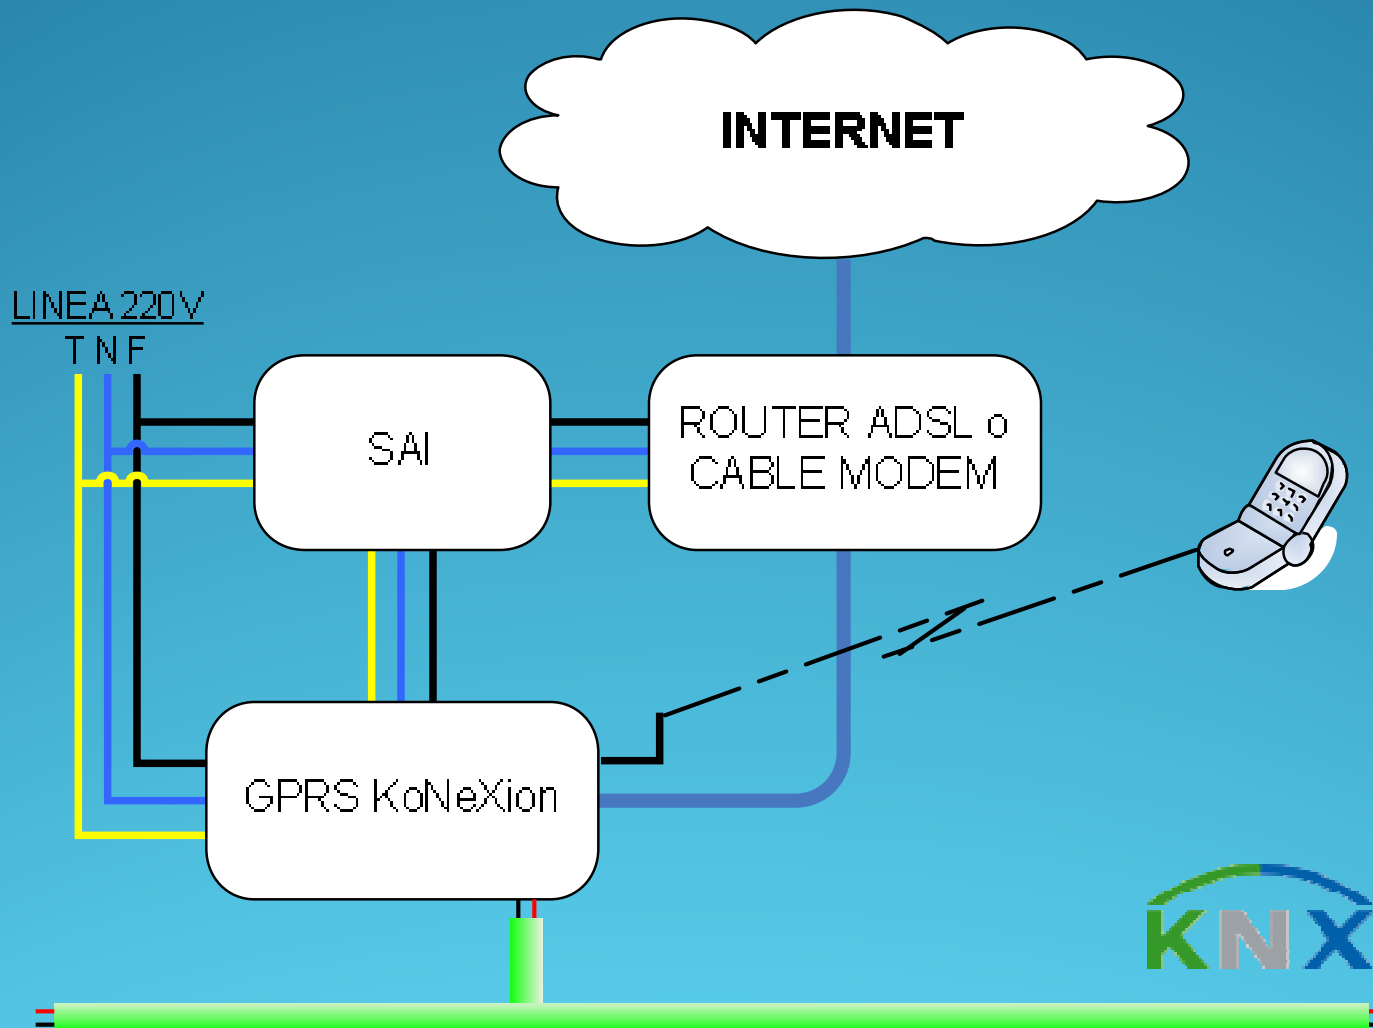 INTERNET
LINEA 220V
T N F
SAI
ROUTER ADSL o
CABLE MODEM
GPRS KoNeXion
KNX